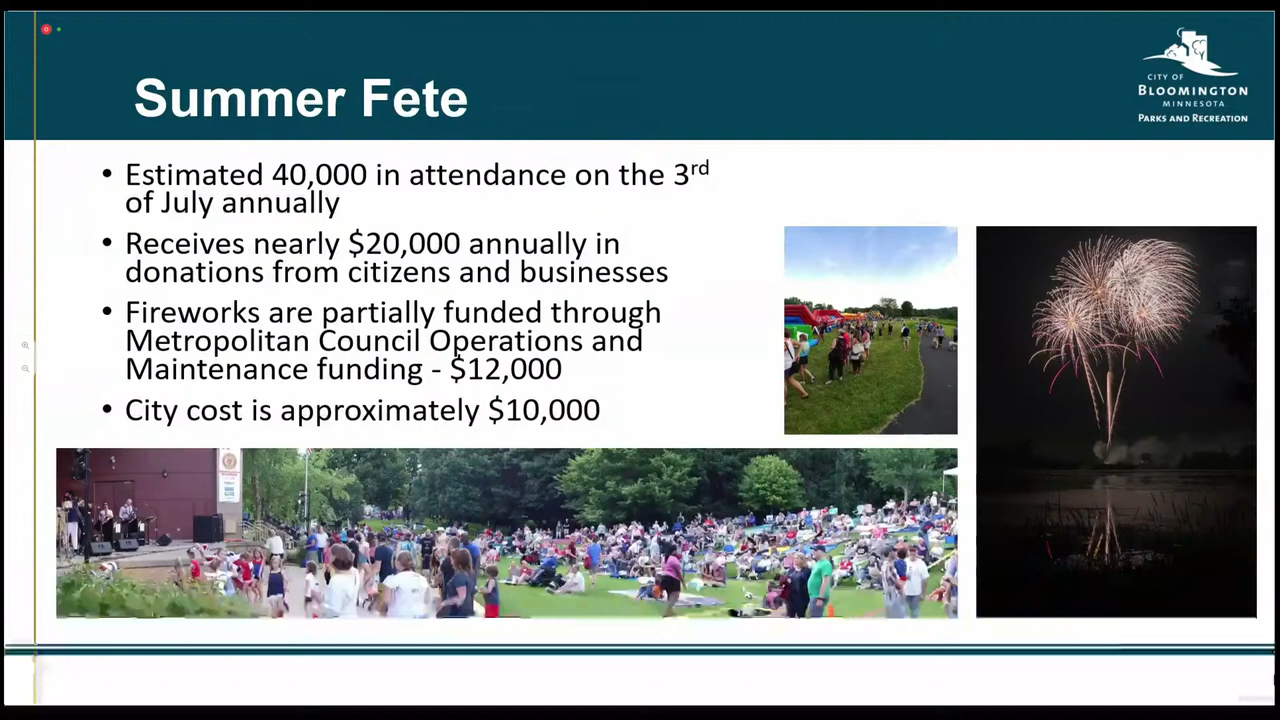 Summer Fete
CITY OF
BLOOMINGTON
MINNESOTA
PARKS AND RECREATION
• Estimated 40,000 in attendance on the 3rd
of July annually
• Receives nearly $20,000 annually in
donations from citizens and businesses
• Fireworks are partially funded through
Metropolitan Council Operations and
Maintenance funding - $12,000
• City cost is approximately $10,000